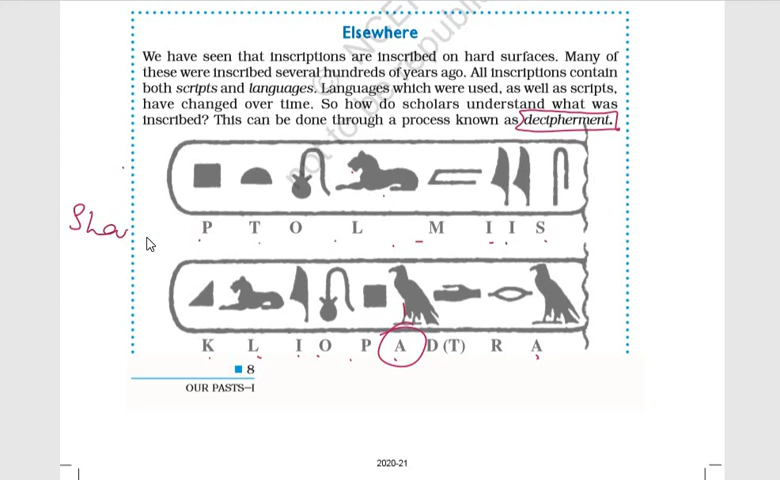 Elsewhere
We have seen that inscriptions are inscribed on hard surfaces. Many of
these were inscribed several hundreds of years ago. All inscriptions contain
both scripts and languages. Languages which were used, as well as scripts,
have changed over time. So how do scholars understand what was
inscribed? This can be done through a process known as decipherment.
P T O L M I I S
K L I O P A D(T) R A
8
OUR PASTS–I
2020-21